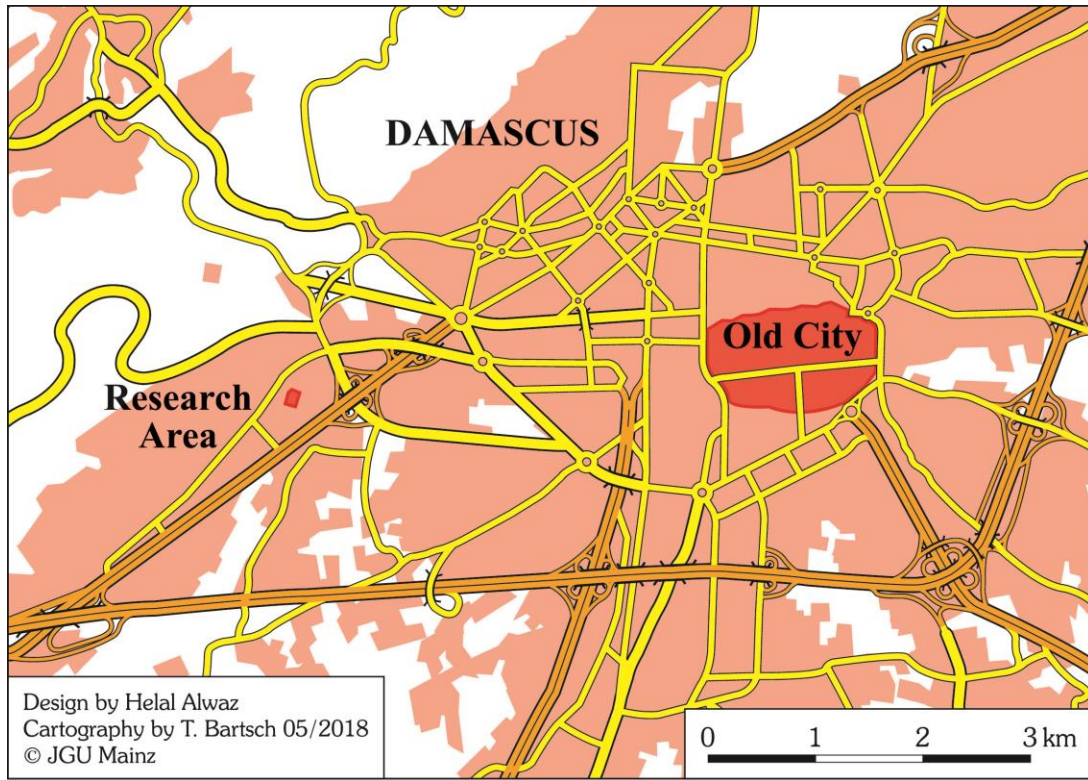 DAMASCUS
Old City
Research
Area
Design by Helal Alwaz
Cartography by T. Bartsch 05/2018
© JGU Mainz
0 1 2 3 km